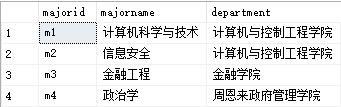 majorid majorname department
1 m1 计算机科学与技术 计算机与控制工程学院
2 m2 信息安全 计算机与控制工程学院
3 m3 金融工程 金融学院
4 m4 政治学 周恩来政府管理学院